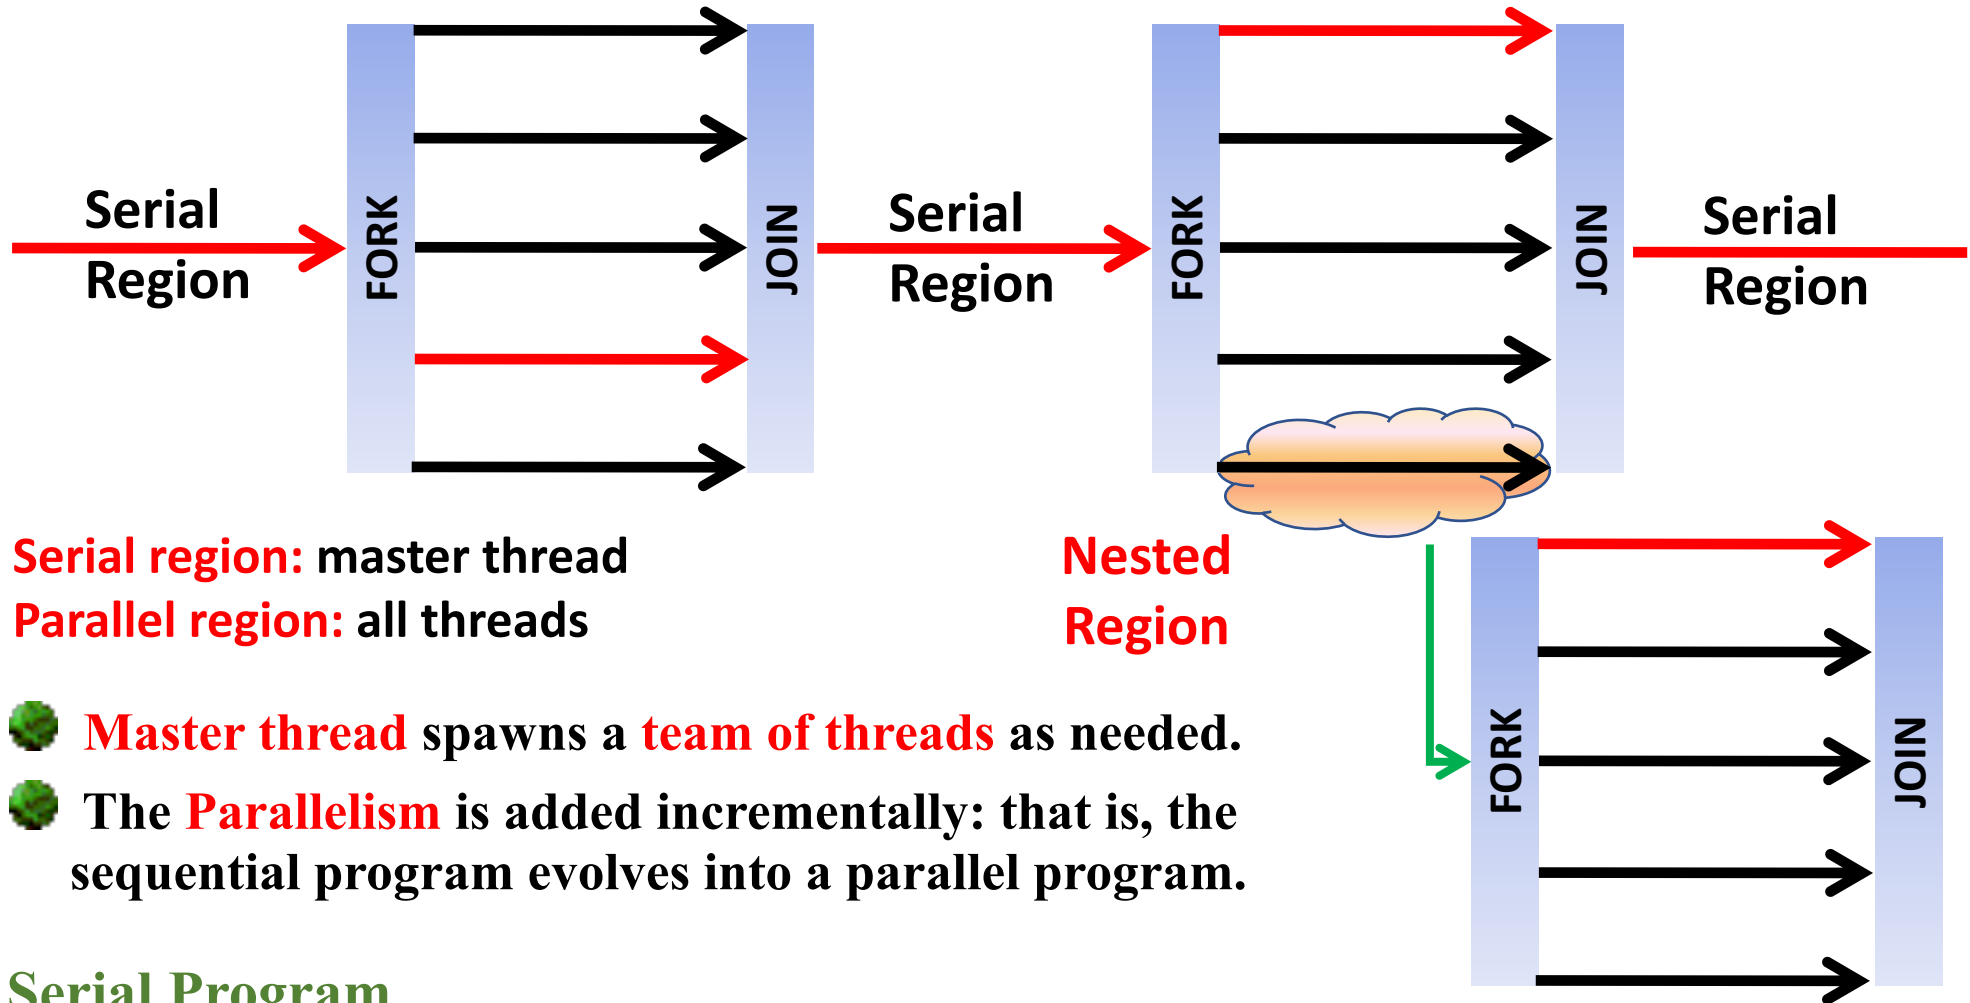 Serial
Region
FORK
JOIN
Serial
Region
FORK
JOIN
Serial
Region
Serial region: master thread
Parallel region: all threads
Nested
Region
FORK
JOIN
Master thread spawns a team of threads as needed.
The Parallelism is added incrementally: that is, the
sequential program evolves into a parallel program.
Serial Program